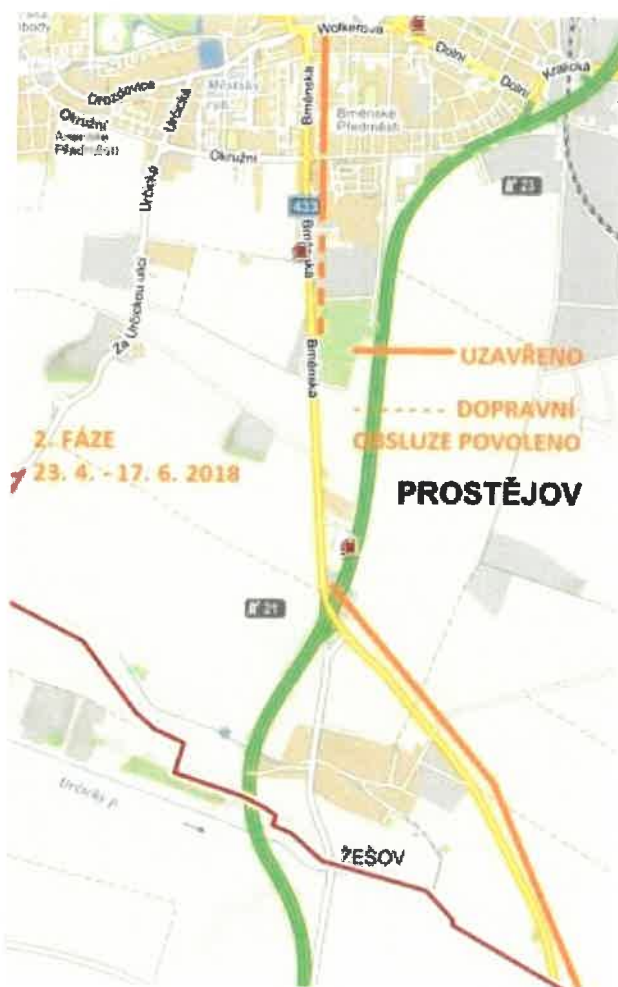 Wolkerova
Dolní
Dolní
Kralická
Drozdovice
Určická
Brněnská
Brněnské
Předměstí
Okružní
Okružní
Určická
433
23
Brněnská
Za Určickou ulicí
Brněnská
UZAVŘENO
DOPRAVNÍ
OBSLUZE POVOLENO
2. FÁZE
23. 4. - 17. 6. 2018
PROSTĚJOV
21
Určický p.
ŽEŠOV